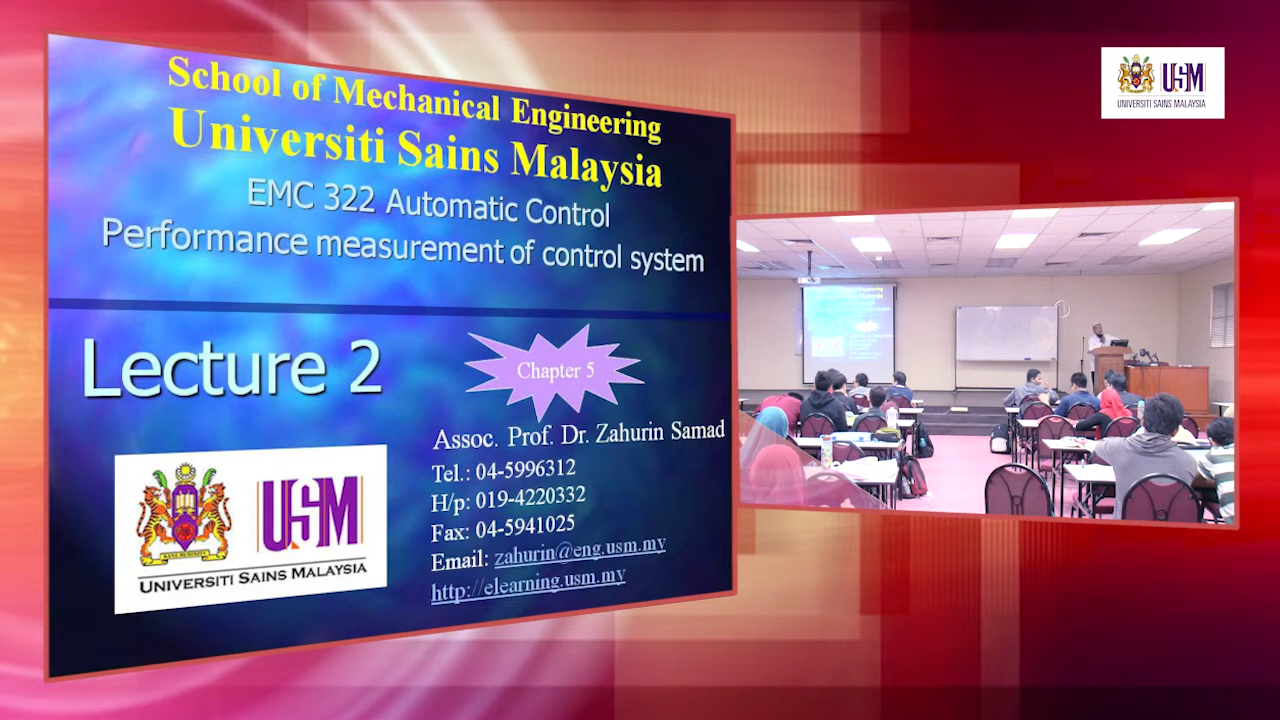 School of Mechanical Engineering
Universiti Sains Malaysia
EMC 322 Automatic Control
Performance measurement of control system
Lecture 2
Chapter 5
Assoc. Prof. Dr. Zahurin Samad
Tel.: 04-5996312
H/p: 019-4220332
Fax: 04-5941025
Email: zahurin@eng.usm.my
http://elearning.usm.my
USM
UNIVERSITI SAINS MALAYSIA
USM
UNIVERSITI SAINS MALAYSIA